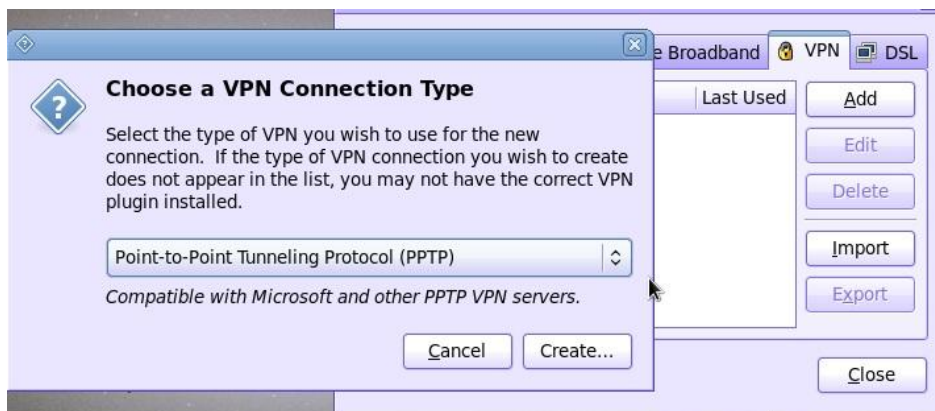 Choose a VPN Connection Type
Select the type of VPN you wish to use for the new
connection. If the type of VPN connection you wish to create
does not appear in the list, you may not have the correct VPN
plugin installed.
Point-to-Point Tunneling Protocol (PPTP)
Compatible with Microsoft and other PPTP VPN servers.
Cancel
Create...
Broadband
VPN
DSL
Last Used
Add
Edit
Delete
Import
Export
Close